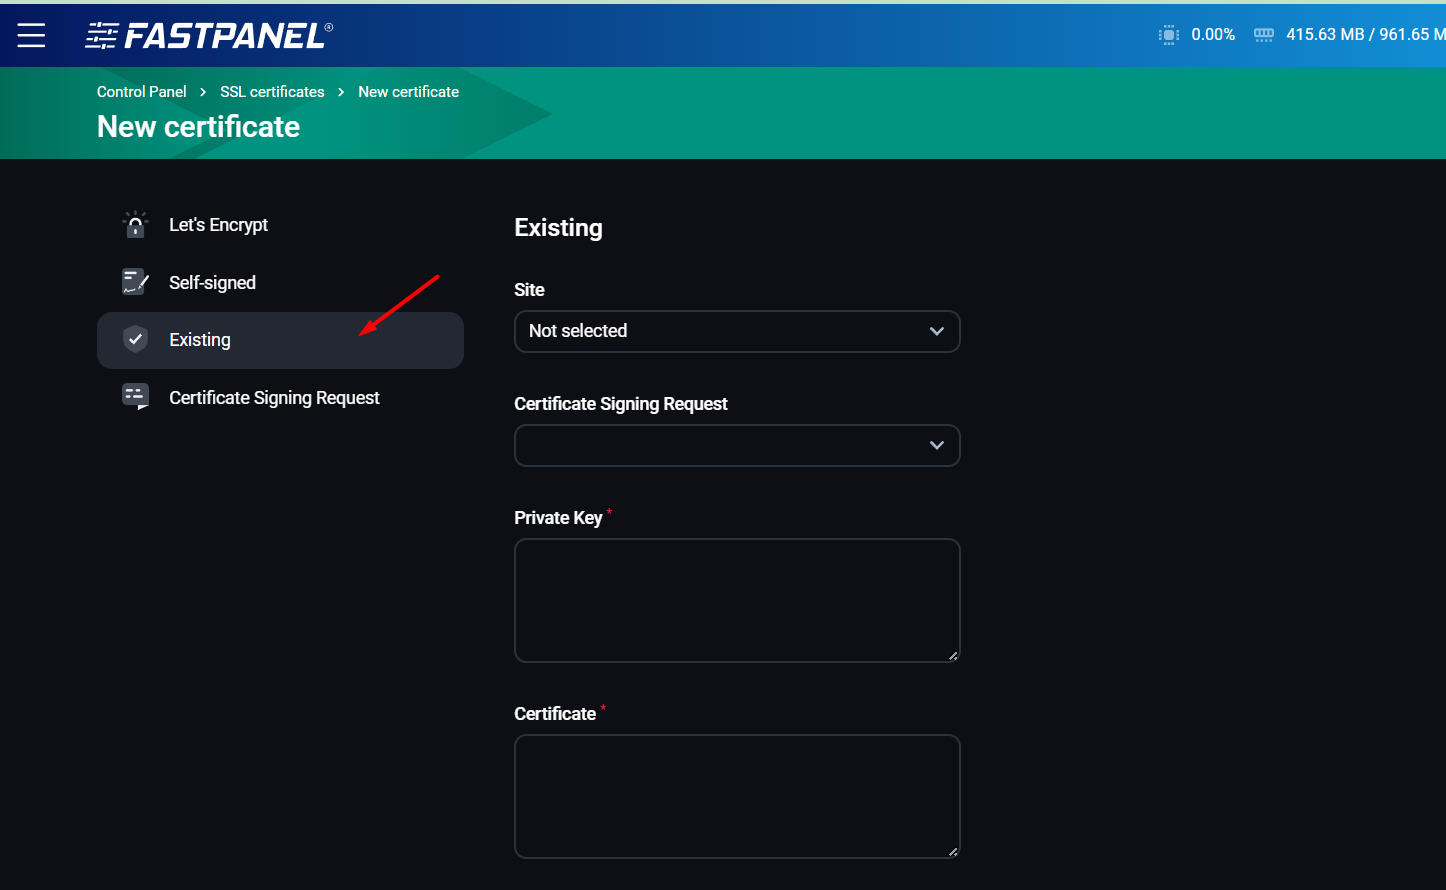 FASTPANEL®
0.00%
415.63 MB / 961.65 M
Control Panel > SSL certificates > New certificate
New certificate
Let's Encrypt
Self-signed
Existing
Certificate Signing Request
Existing
Site
Not selected
Certificate Signing Request
Private Key *
Certificate *